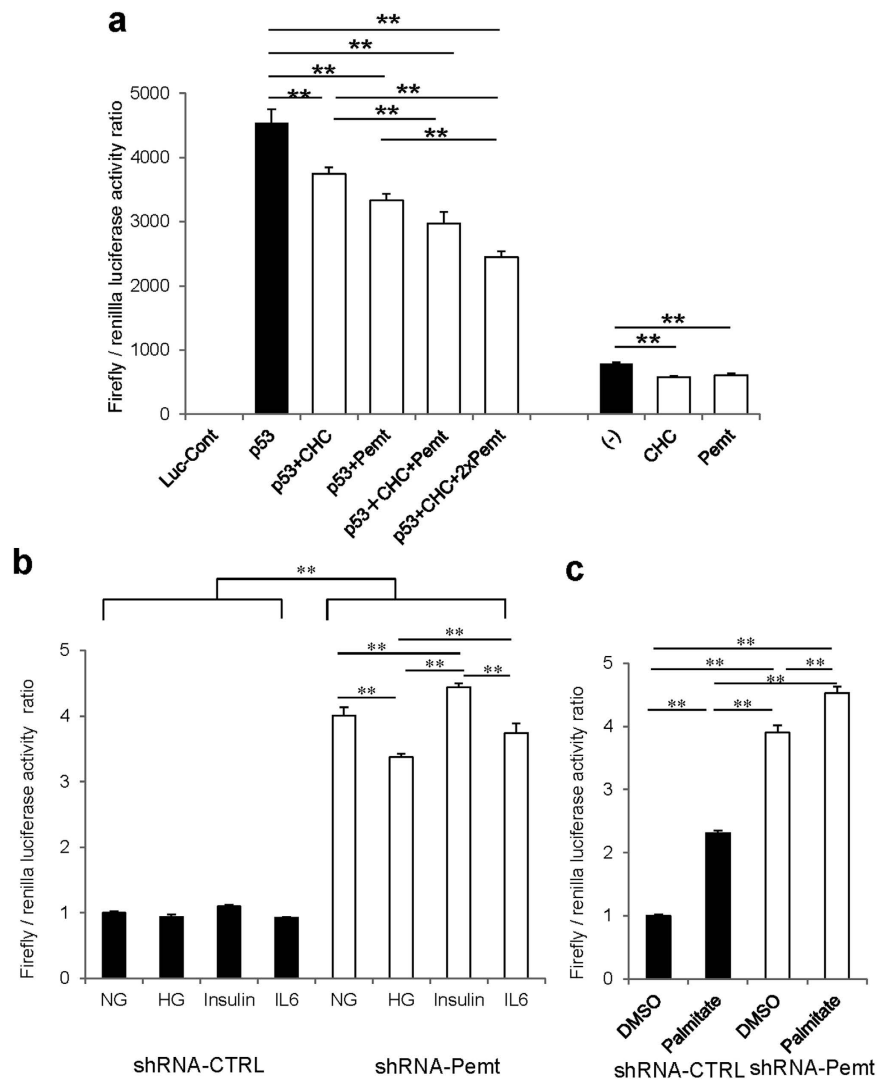 a
**
**
**
**
**
**
**
Firefly / renillla luciferase activity ratio
5000
4000
3000
2000
1000
0
**
**
Luc-Cont
p53
p53+CHC
p53+Pemt
p53+CHC+Pemt
p53+CHC+2xPemt
(-)
CHC
Pemt
b
**
**
**
**
**
**
Firefly / renilla luciferase activity ratio
5
4
3
2
1
0
NG
HG
Insulin
IL6
NG
HG
Insulin
IL6
shRNA-CTRL
shRNA-Pemt
c
**
**
**
**
**
**
Firefly / renilla luciferase activity ratio
5
4
3
2
1
0
DMSO
Palmitate
DMSO
Palmitate
shRNA-CTRL
shRNA-Pemt